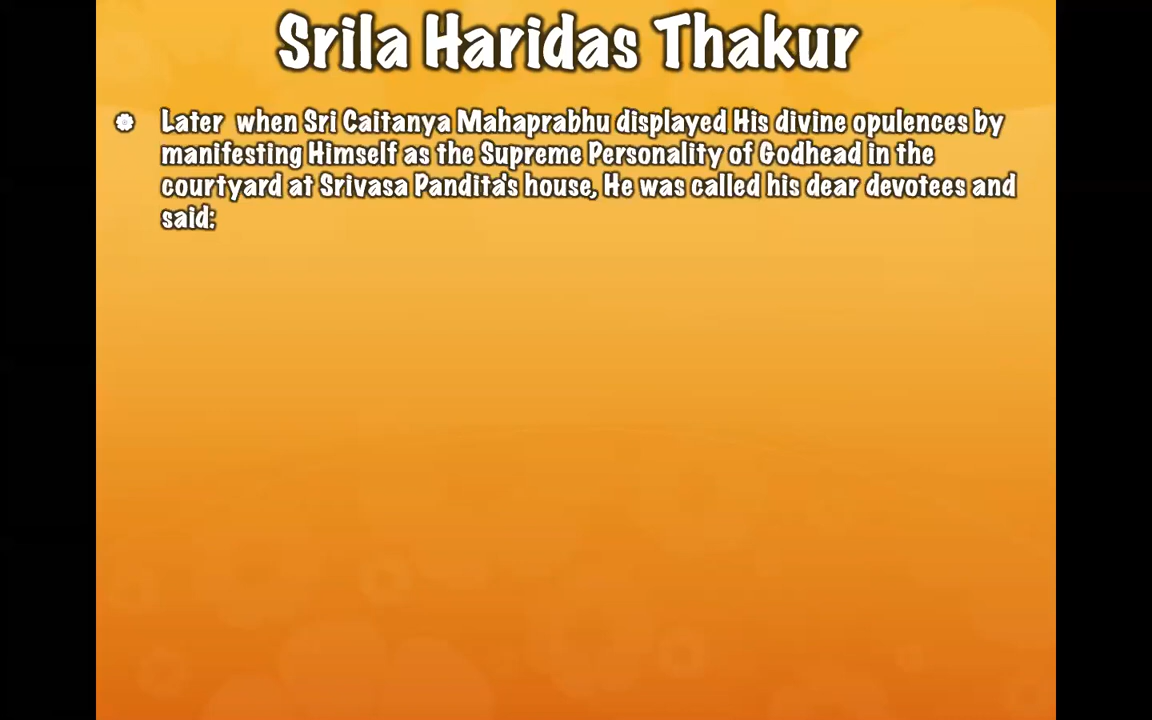 Srila Haridas Thakur
Later when Sri Caitanya Mahaprabhu displayed His divine opulences by
manifesting Himself as the Supreme Personality of Godhead in the
courtyard at Srivasa Pandita's house, He was called his dear devotees and
said: